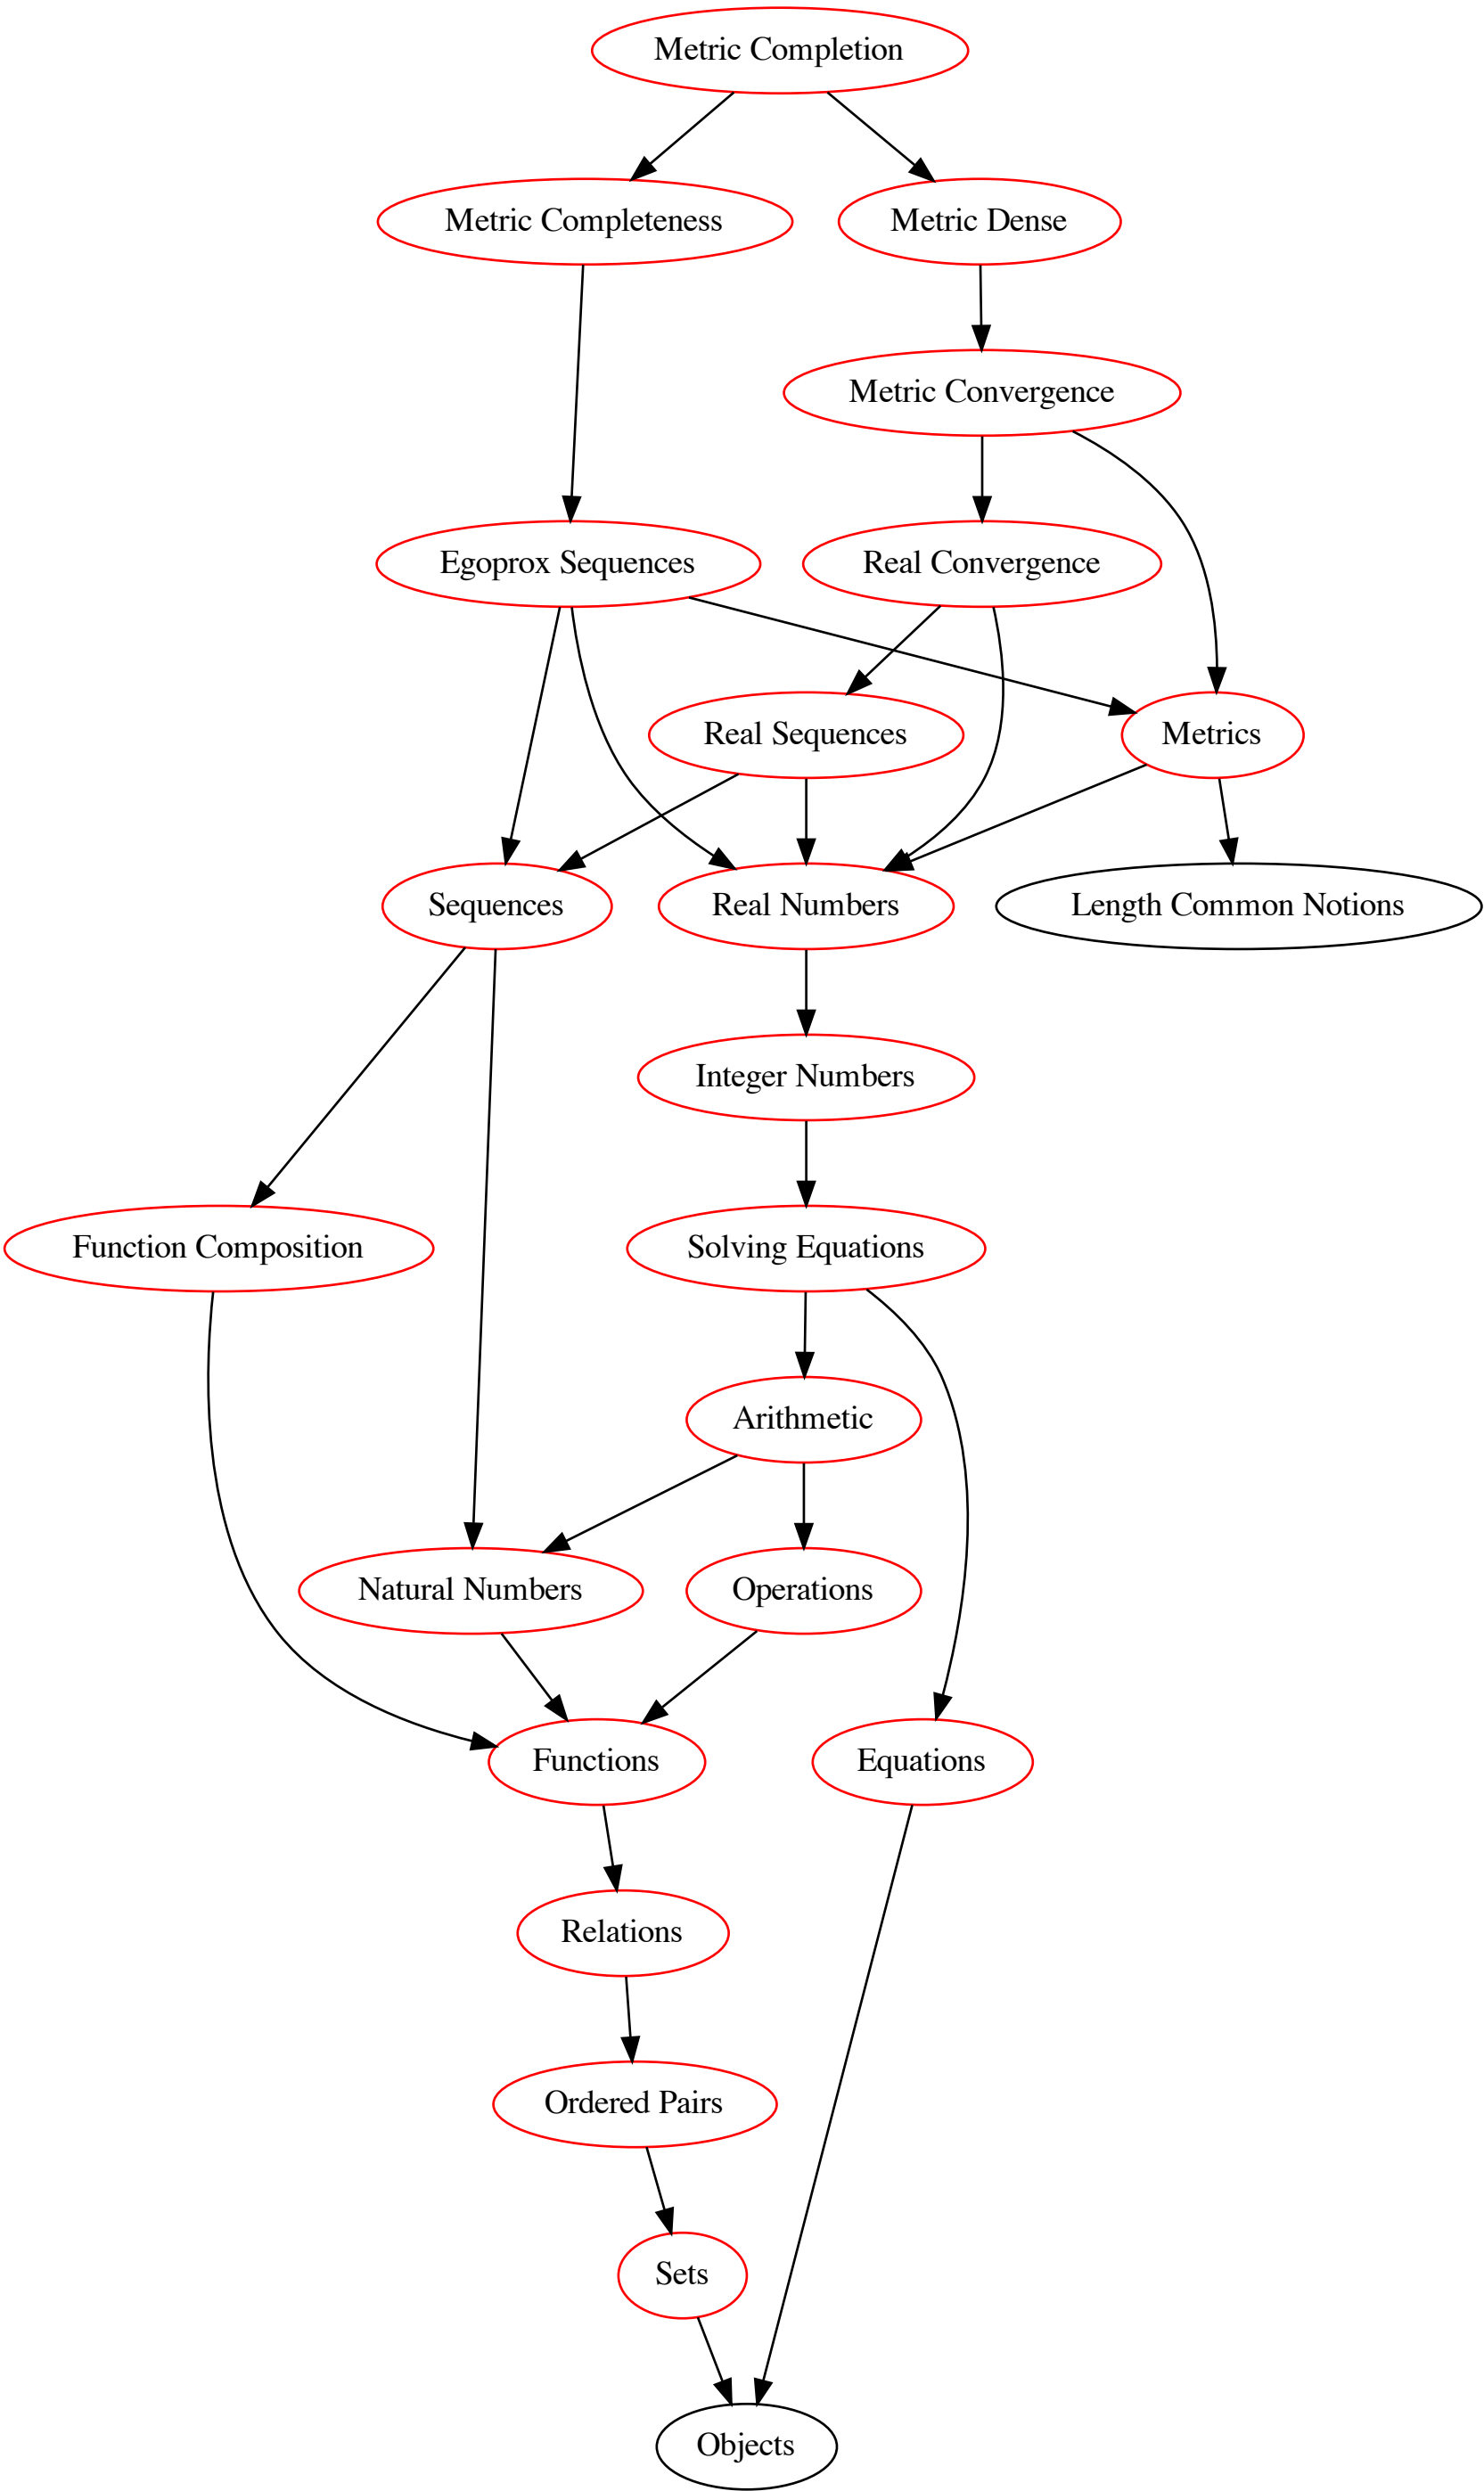 Metric Completion
Metric Completeness
Metric Dense
Metric Convergence
Egoprox Sequences
Real Convergence
Real Sequences
Metrics
Sequences
Real Numbers
Length Common Notions
Integer Numbers
Function Composition
Solving Equations
Arithmetic
Natural Numbers
Operations
Functions
Equations
Relations
Ordered Pairs
Sets
Objects